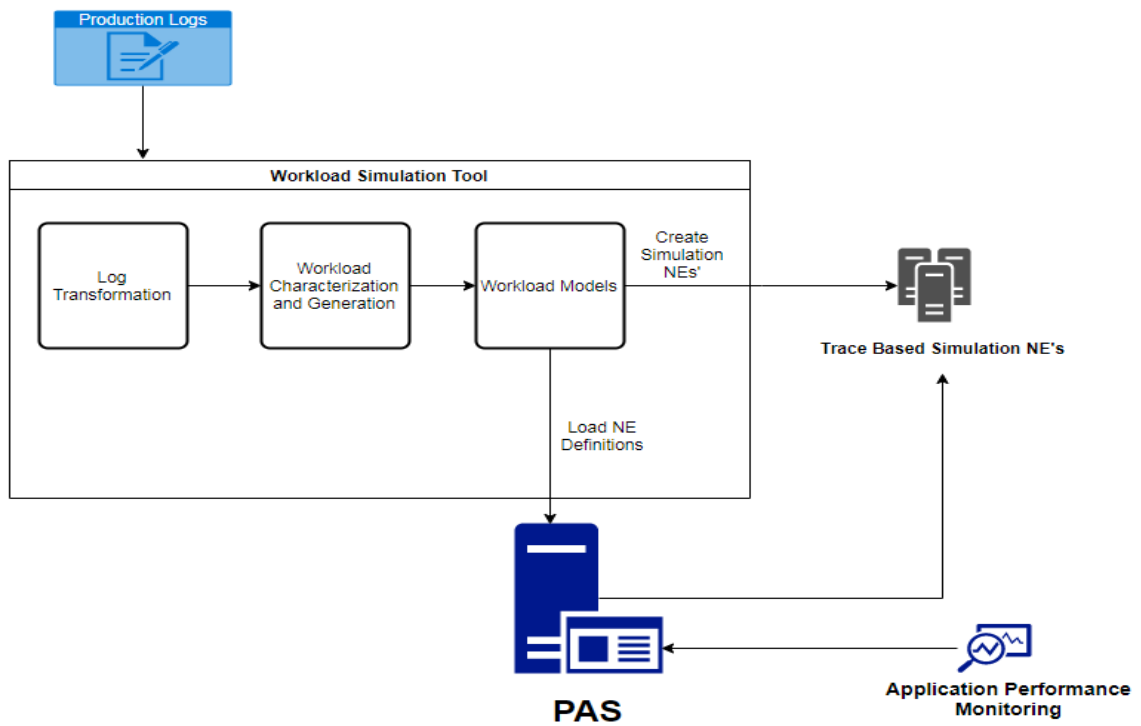 Production Logs
Workload Simulation Tool
Log
Transformation
Workload
Characterization
and Generation
Workload Models
Create
Simulation
NEs'
Trace Based Simulation NE's
Load NE
Definitions
PAS
Application Performance
Monitoring